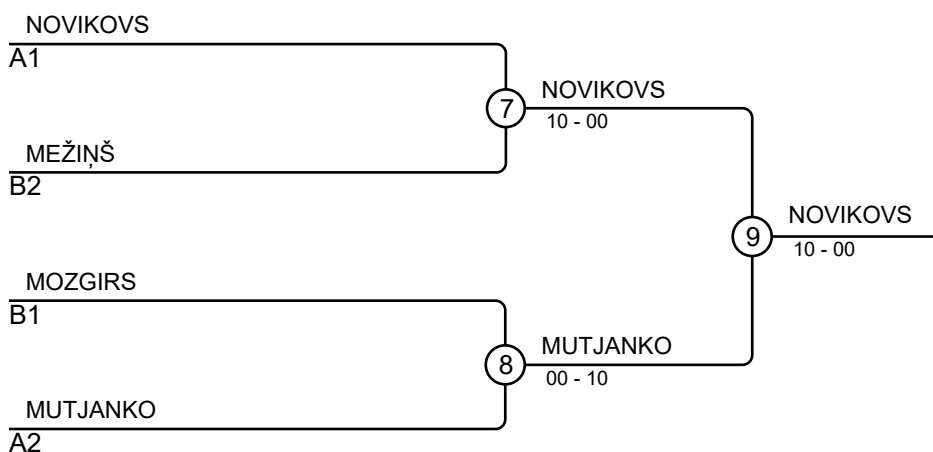 NOVIKOVS
A1
7
NOVIKOVS
10 - 00
MEŽIŅŠ
B2
9
NOVIKOVS
10 - 00
MOZGIRS
B1
8
MUTJANKO
00 - 10
MUTJANKO
A2